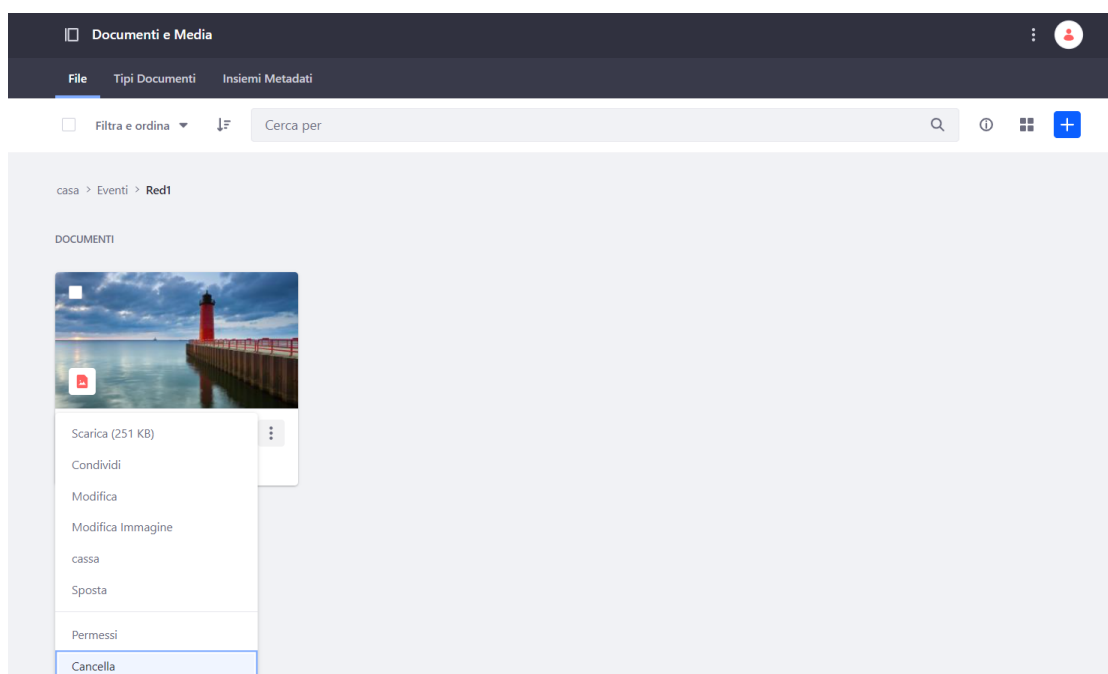 Documenti e Media
File Tipi Documenti Insiemi Metadati
Filtra e ordina Cerca per
casa > Eventi > Red1
DOCUMENTI
Scarica (251 KB)
Condividi
Modifica
Modifica Immagine
cassa
Sposta
Permessi
Cancella